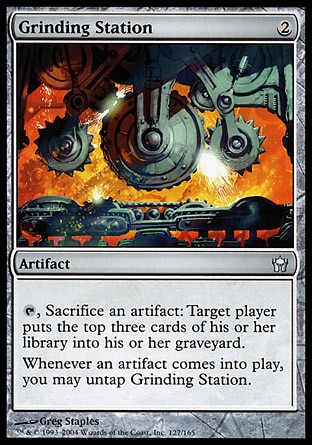 Grinding Station 2
Artifact
, Sacrifice an artifact: Target player
puts the top three cards of his or her
library into his or her graveyard.
Whenever an artifact comes into play,
you may untap Grinding Station.
Greg Staples
™ & © 1993–2004 Wizards of the Coast, Inc. 127/165